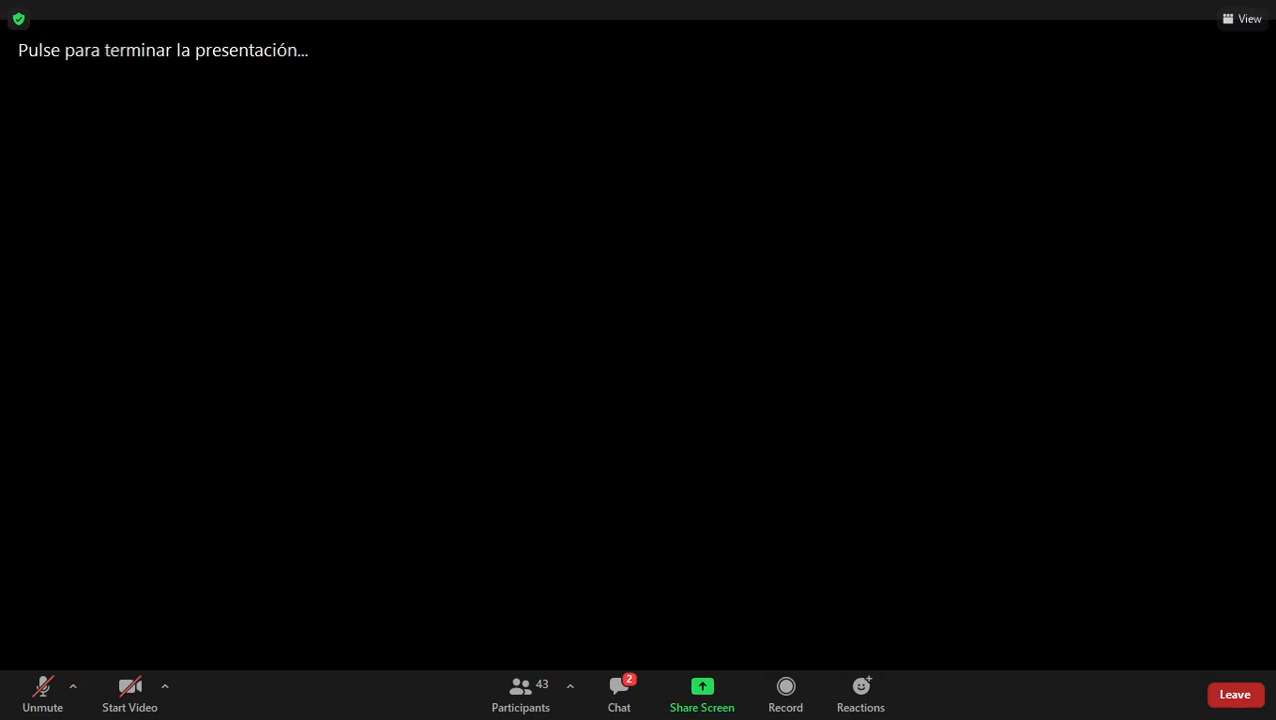 View
Pulse para terminar la presentación...
43
2
Unmute
Start Video
Participants
Chat
Share Screen
Record
Reactions
Leave